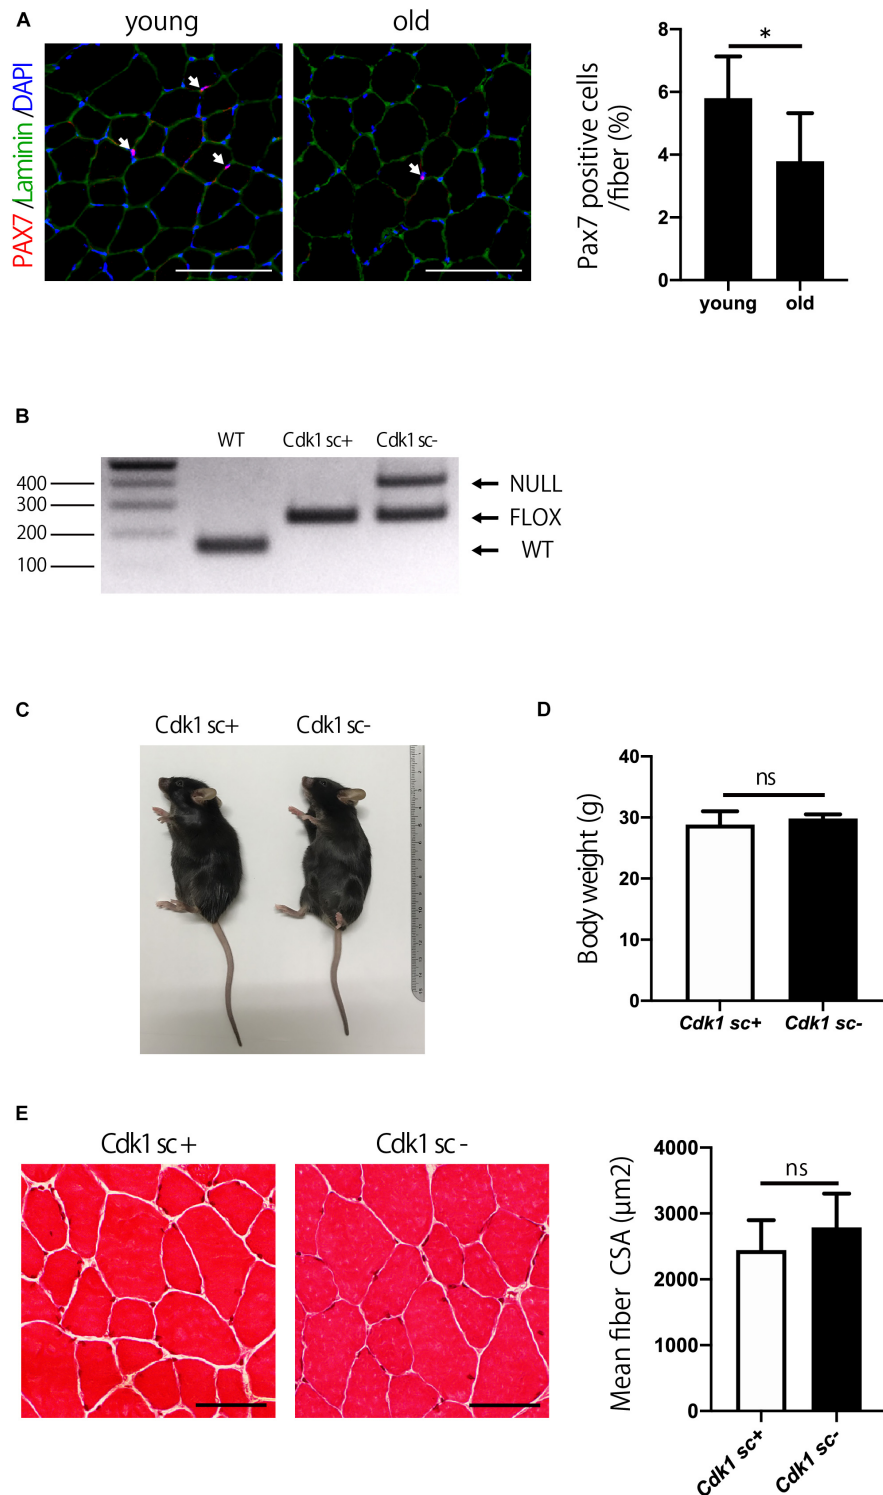 A
young
old
PAX7 /Laminin /DAPI
Pax7 positive cells
/fiber (%)
8
6
4
2
0
*
young
old
B
WT
Cdk1 sc+
Cdk1 sc-
400
300
200
100
NULL
FLOX
WT
C
Cdk1 sc+
Cdk1 sc-
D
Body weight (g)
40
30
20
10
0
ns
Cdk1 sc+
Cdk1 sc-
E
Cdk1 sc +
Cdk1 sc -
Mean fiber CSA (µm2)
4000
3000
2000
1000
0
ns
Cdk1 sc+
Cdk1 sc-